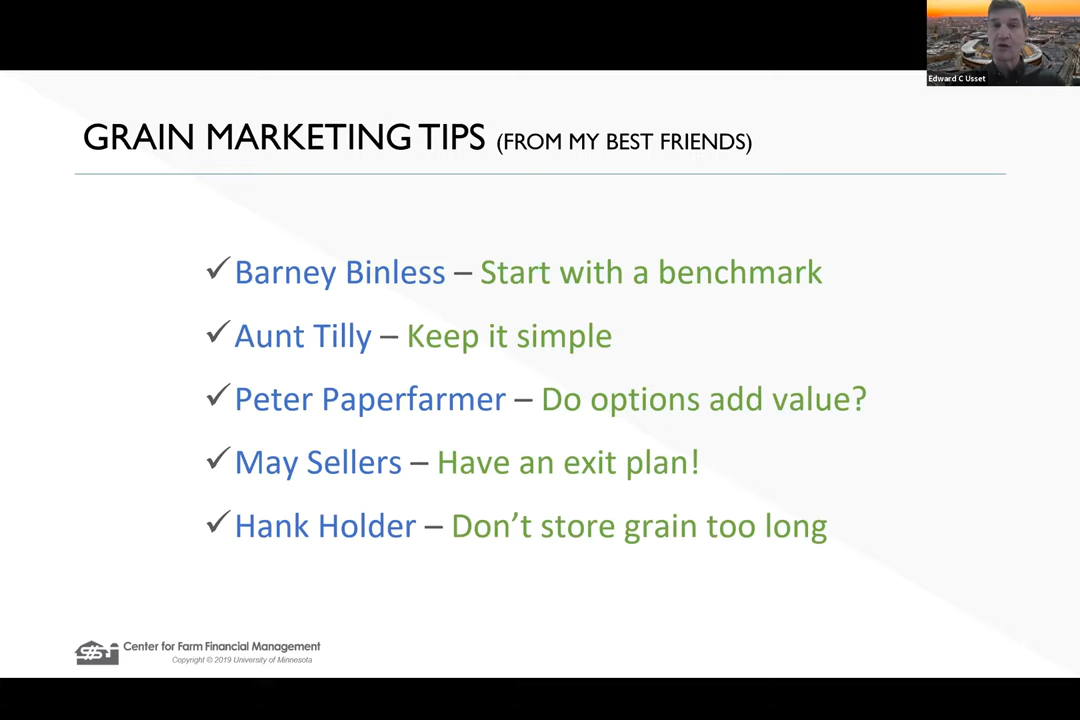 Edward C Usset
GRAIN MARKETING TIPS (FROM MY BEST FRIENDS)
✓Barney Binless – Start with a benchmark
✓Aunt Tilly – Keep it simple
✓Peter Paperfarmer – Do options add value?
✓May Sellers – Have an exit plan!
✓Hank Holder – Don’t store grain too long
Center for Farm Financial Management
Copyright © 2019 University of Minnesota